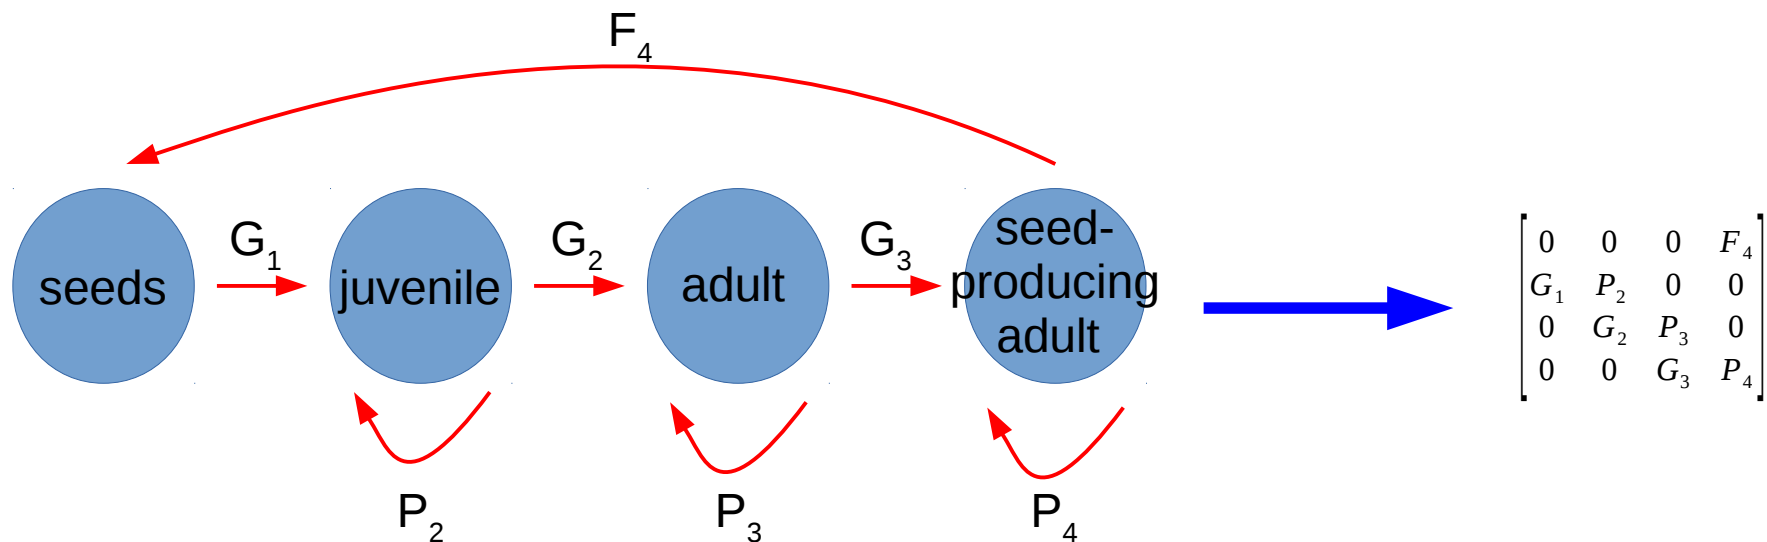 F₄
G₁ G₂ G₃
seeds juvenile adult seed-
producing
adult
P₂ P₃ P₄
0 0 0 F₄
G₁ P₂ 0 0
0 G₂ P₃ 0
0 0 G₃ P₄